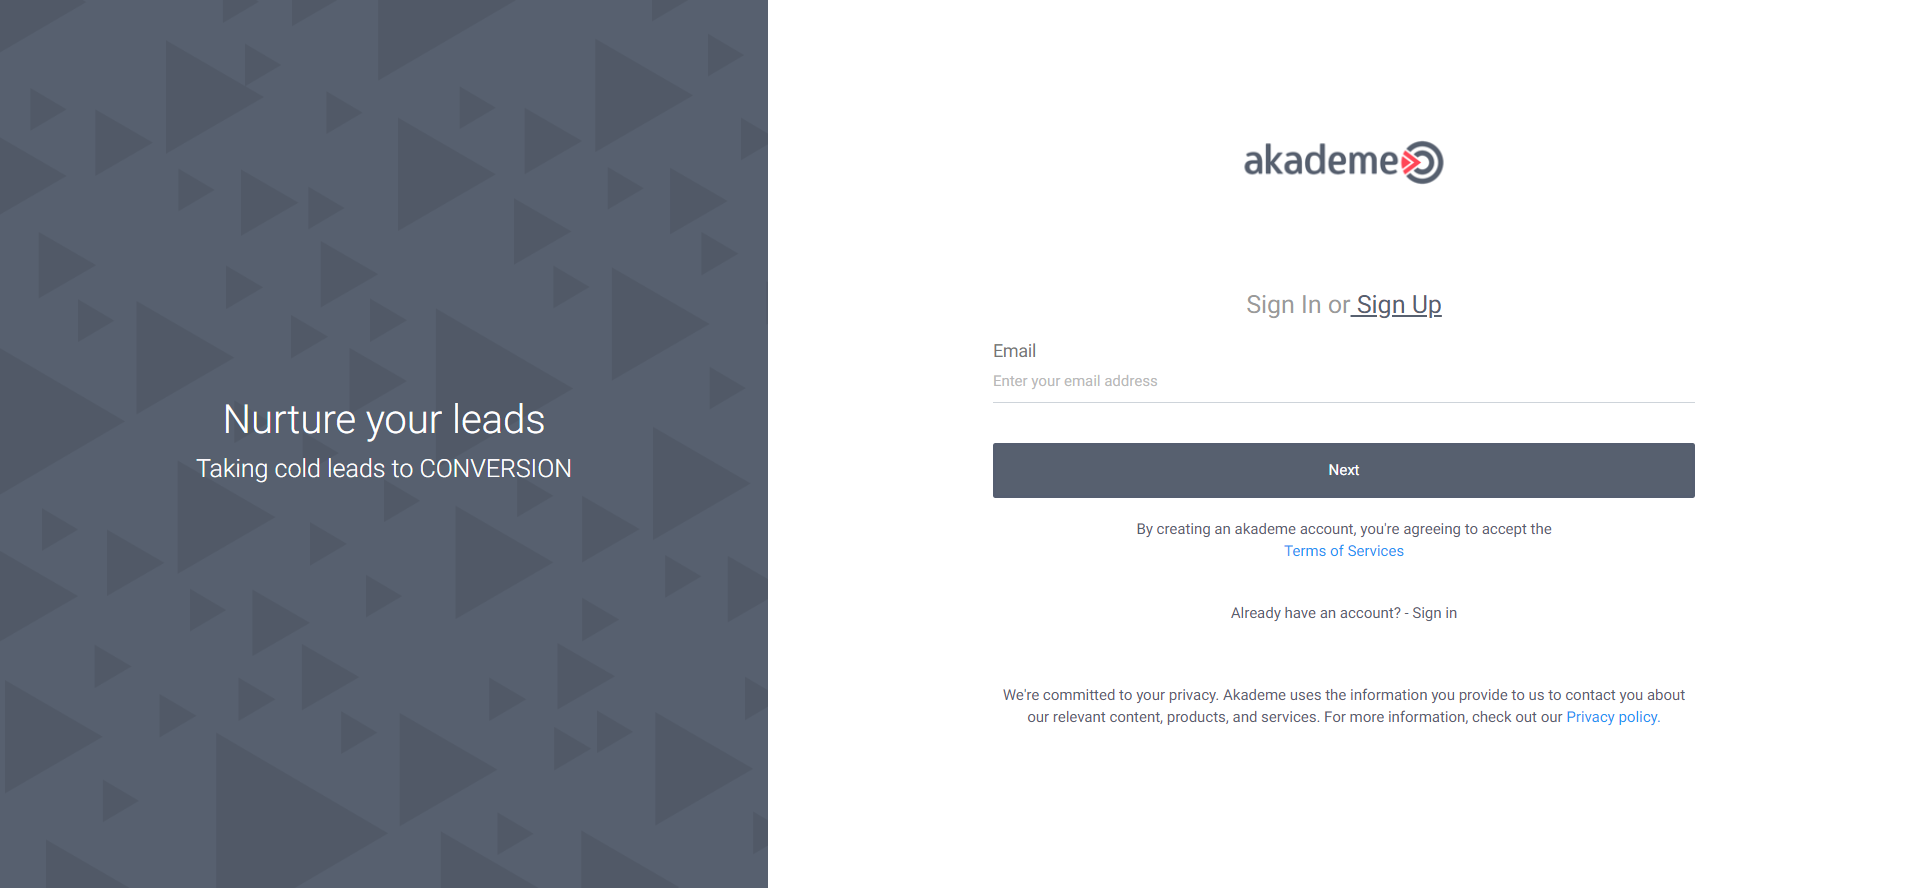 Nurture your leads
Taking cold leads to CONVERSION
akademe
Sign In or Sign Up
Email
Enter your email address
Next
By creating an akademe account, you're agreeing to accept the
Terms of Services
Already have an account? - Sign in
We're committed to your privacy. Akademe uses the information you provide to us to contact you about
our relevant content, products, and services. For more information, check out our Privacy policy.